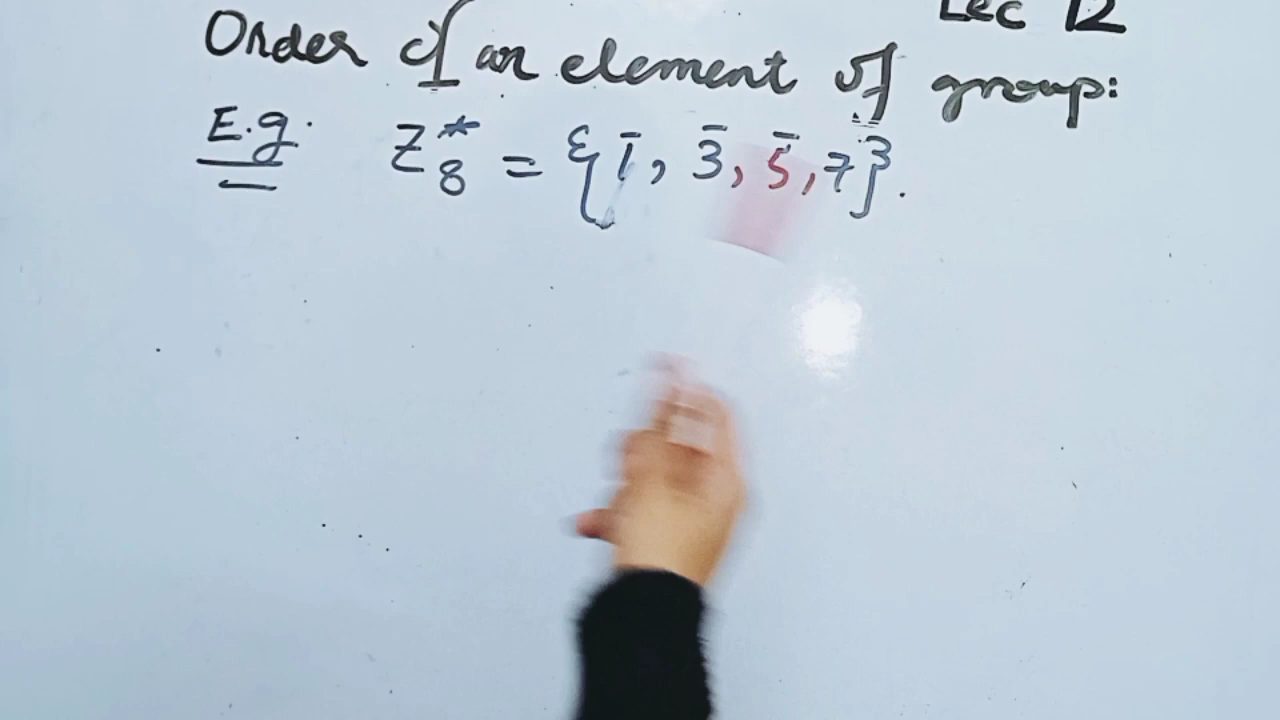 Lec 12
Order of an element of group:
E.g. Z*8 = {1̄, 3̄, 5̄, 7}.